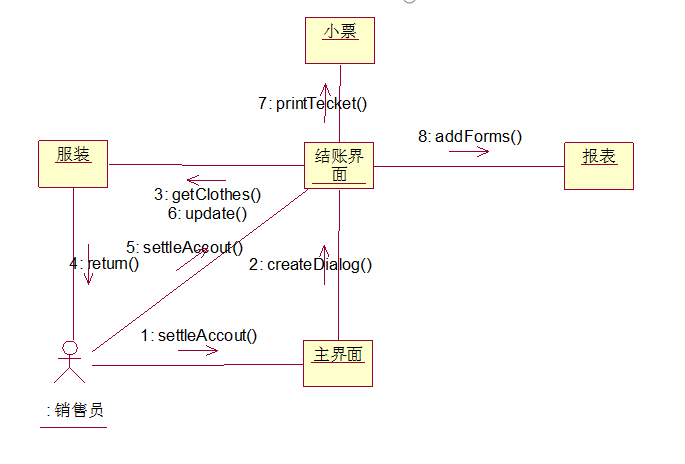 小票
7: printTecket()
8: addForms()
服装
结账界
面
报表
3: getClothes()
6: update()
5: settleAccout()
4: return()
2: createDialog()
1: settleAccout()
主界面
: 销售员